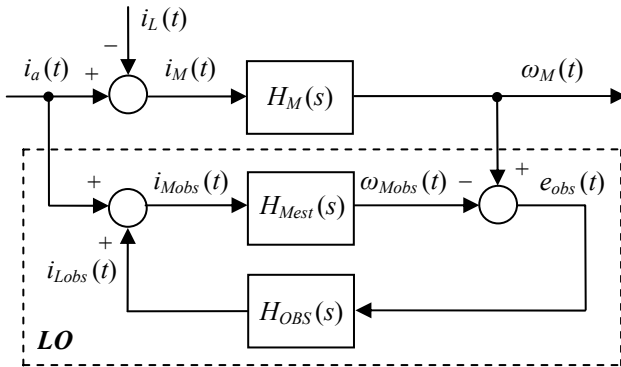 i_L(t)
−
i_a(t) + i_M(t) H_M(s) ω_M(t)
+ i_Mobs(t) H_Mest(s) ω_Mobs(t) − + e_obs(t)
+
i_Lobs(t)
H_OBS(s)
LO